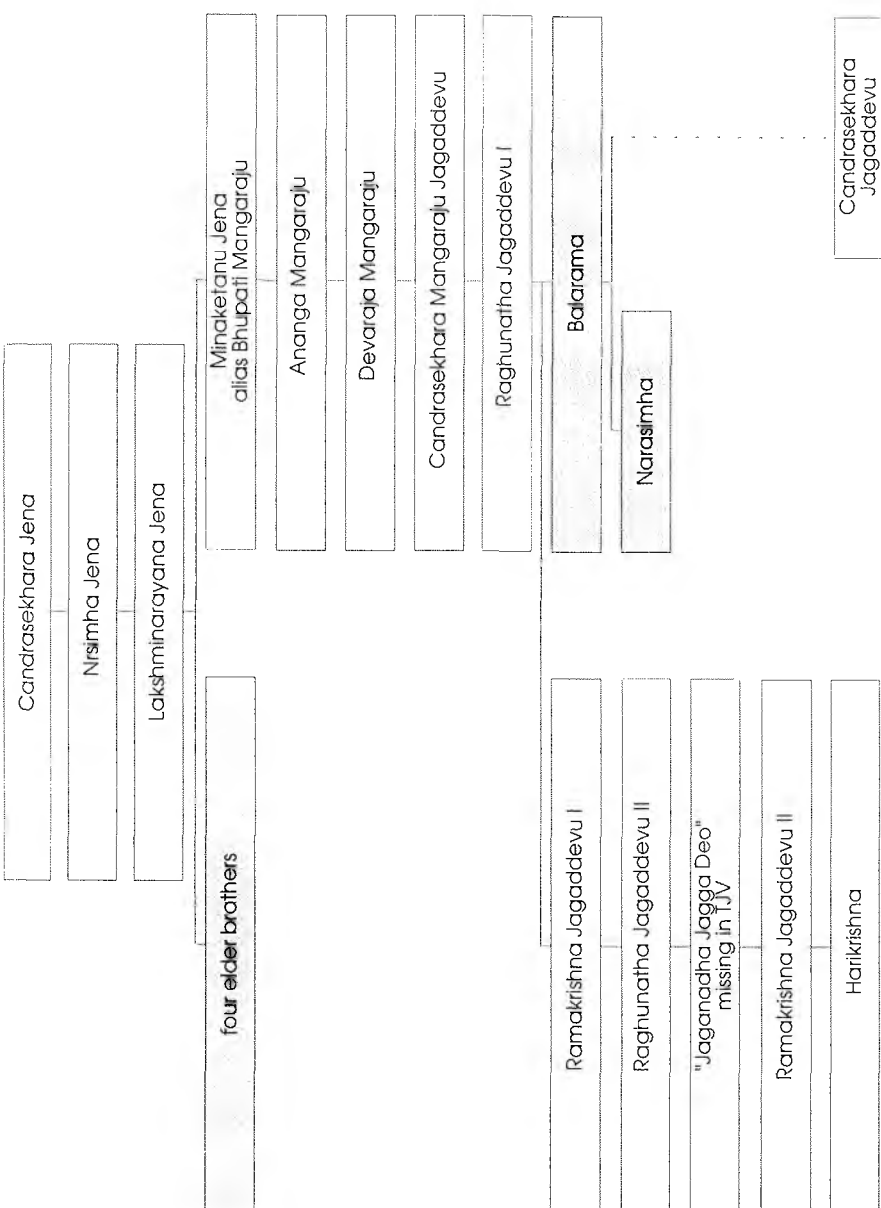 Candrasekhara Jena
Nrsimha Jena
Lakshminarayana Jena
four elder brothers
Minaketanu Jena
alias Bhupati Mangaraju
Ananga Mangaraju
Devaraja Mangaraju
Candrasekhara Mangaraju Jagaddevu
Raghunatha Jagaddevu I
Ramakrishna Jagaddevu I
Balarama
Raghunatha Jagaddevu II
Narasimha
"Jaganadha Jagga Deo"
missing in TJV
Ramakrishna Jagaddevu II
Harikrishna
Candrasekhara
Jagaddevu